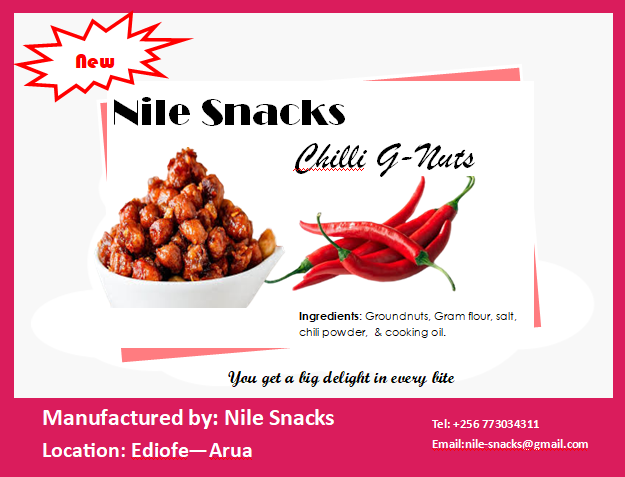 New
Nile Snacks
Chilli G-Nuts
Ingredients: Groundnuts, Gram flour, salt,
chili powder, & cooking oil.
You get a big delight in every bite
Manufactured by: Nile Snacks
Location: Ediofe—Arua
Tel: +256 773034311
Email:nile-snacks@gmail.com